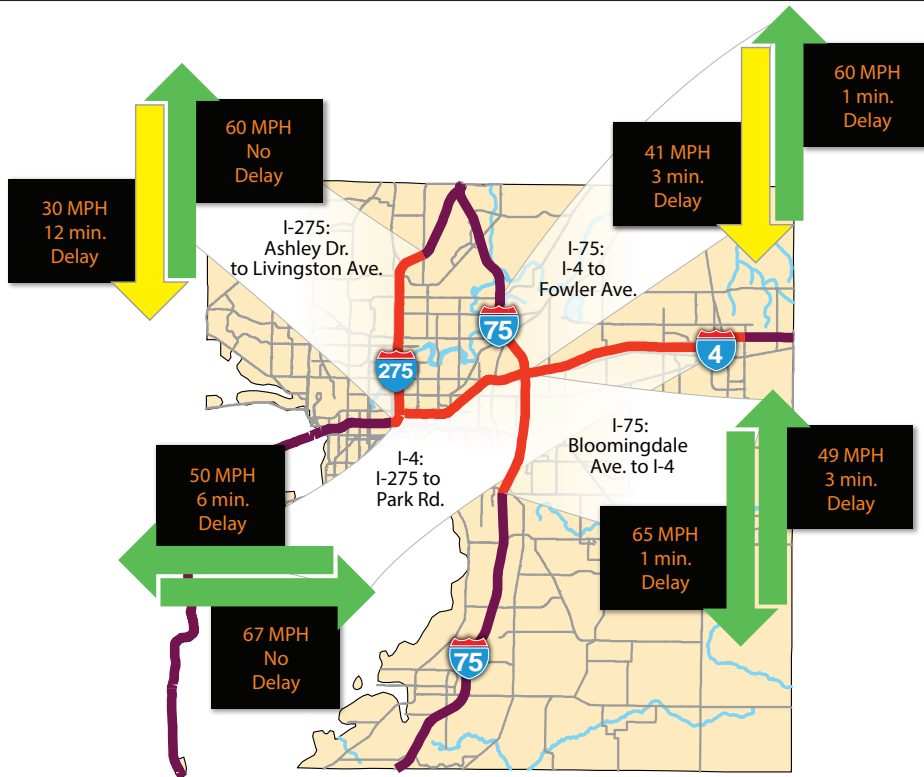 60 MPH
No
Delay
30 MPH
12 min.
Delay
I-275:
Ashley Dr.
to Livingston Ave.
60 MPH
1 min.
Delay
41 MPH
3 min.
Delay
I-75:
I-4 to
Fowler Ave.
75
275
4
I-4:
I-275 to
Park Rd.
I-75:
Bloomingdale
Ave. to I-4
50 MPH
6 min.
Delay
67 MPH
No
Delay
49 MPH
3 min.
Delay
65 MPH
1 min.
Delay
75